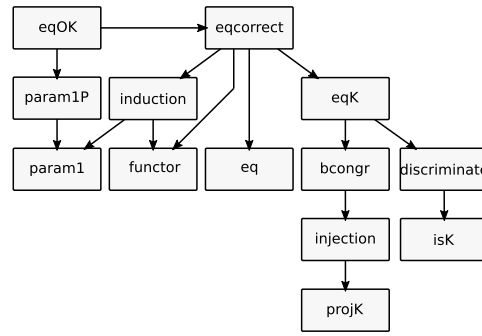 eqOK
eqcorrect
param1P
induction
eqK
param1
functor
eq
bcongr
discriminate
injection
isK
projK